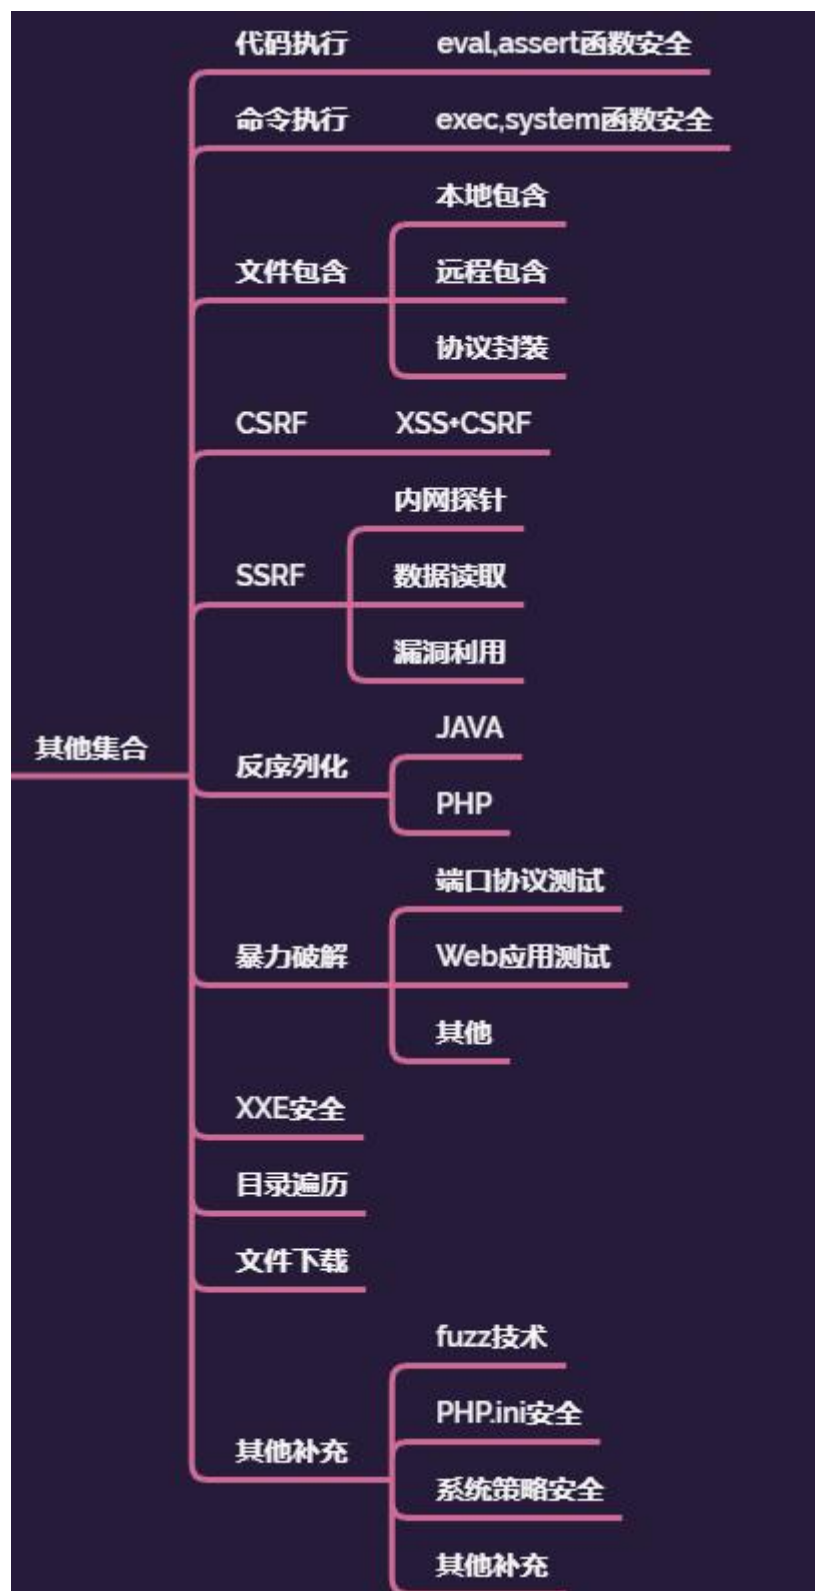 代码执行
eval,assert函数安全
命令执行
exec,system函数安全
本地包含
文件包含
远程包含
协议封装
CSRF
XSS+CSRF
内网探针
SSRF
数据读取
漏洞利用
其他集合
JAVA
反序列化
PHP
端口协议测试
暴力破解
Web应用测试
其他
XXE安全
目录遍历
文件下载
fuzz技术
PHP.ini安全
其他补充
系统策略安全
其他补充